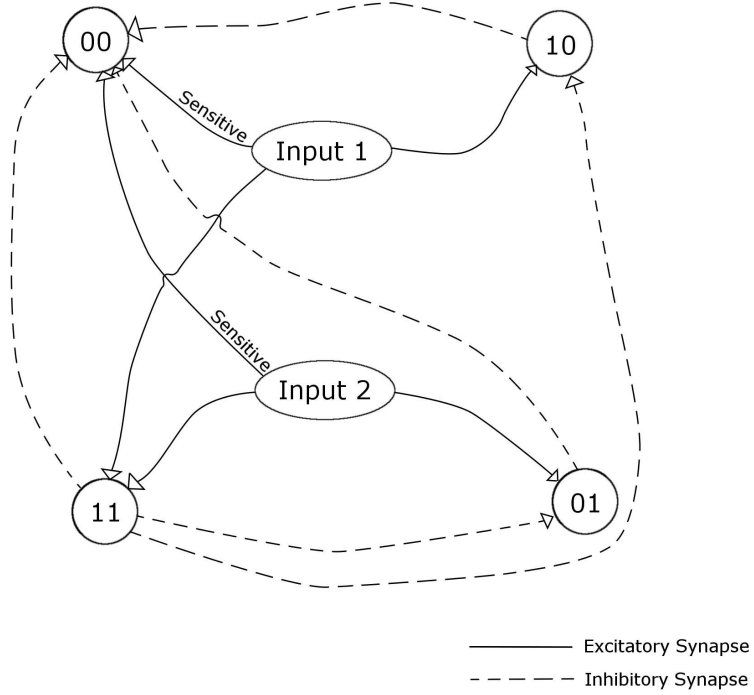 00
10
Sensitive
Input 1
Sensitive
Input 2
11
01
Excitatory Synapse
Inhibitory Synapse